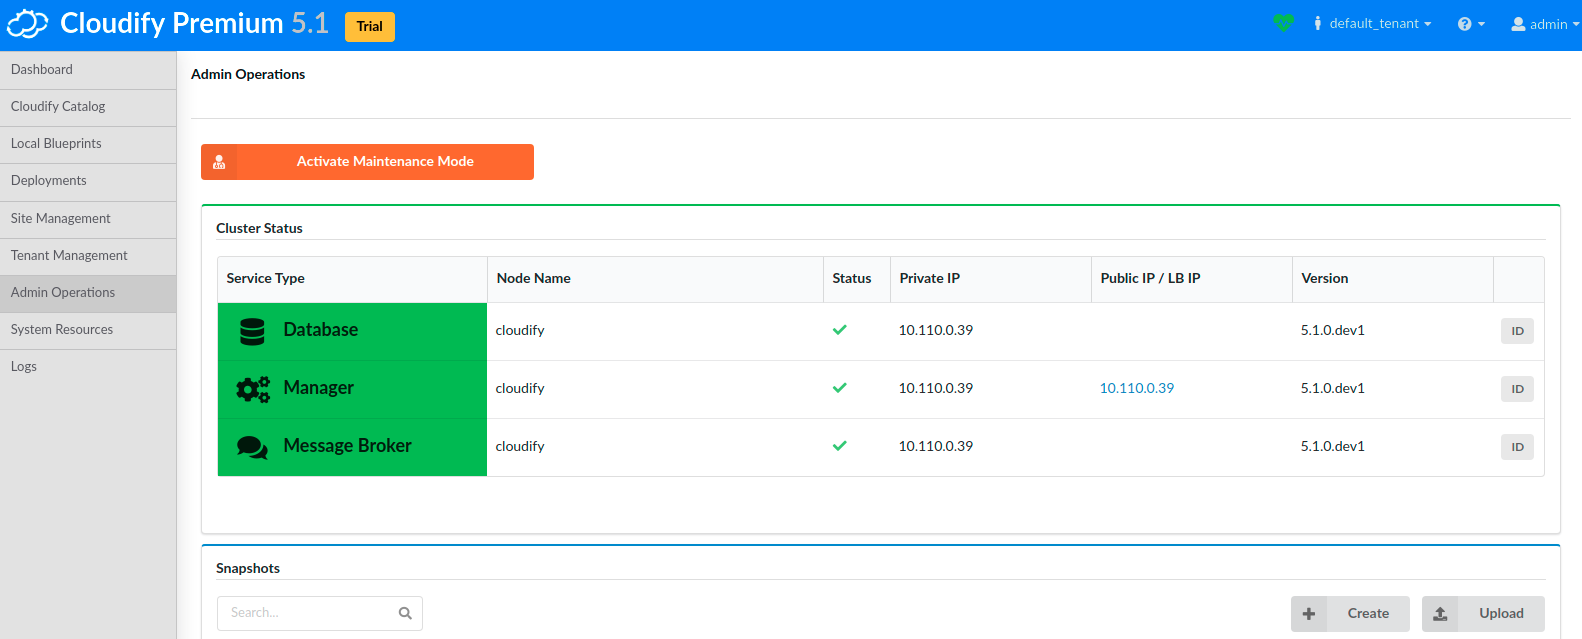 Cloudify Premium 5.1 Trial default_tenant admin
Dashboard
Cloudify Catalog
Local Blueprints
Deployments
Site Management
Tenant Management
Admin Operations
System Resources
Logs
Admin Operations
Activate Maintenance Mode
Cluster Status
Service Type Node Name Status Private IP Public IP / LB IP Version
Database cloudify 10.110.0.39 5.1.0.dev1 ID
Manager cloudify 10.110.0.39 10.110.0.39 5.1.0.dev1 ID
Message Broker cloudify 10.110.0.39 5.1.0.dev1 ID
Snapshots
Search... Create Upload